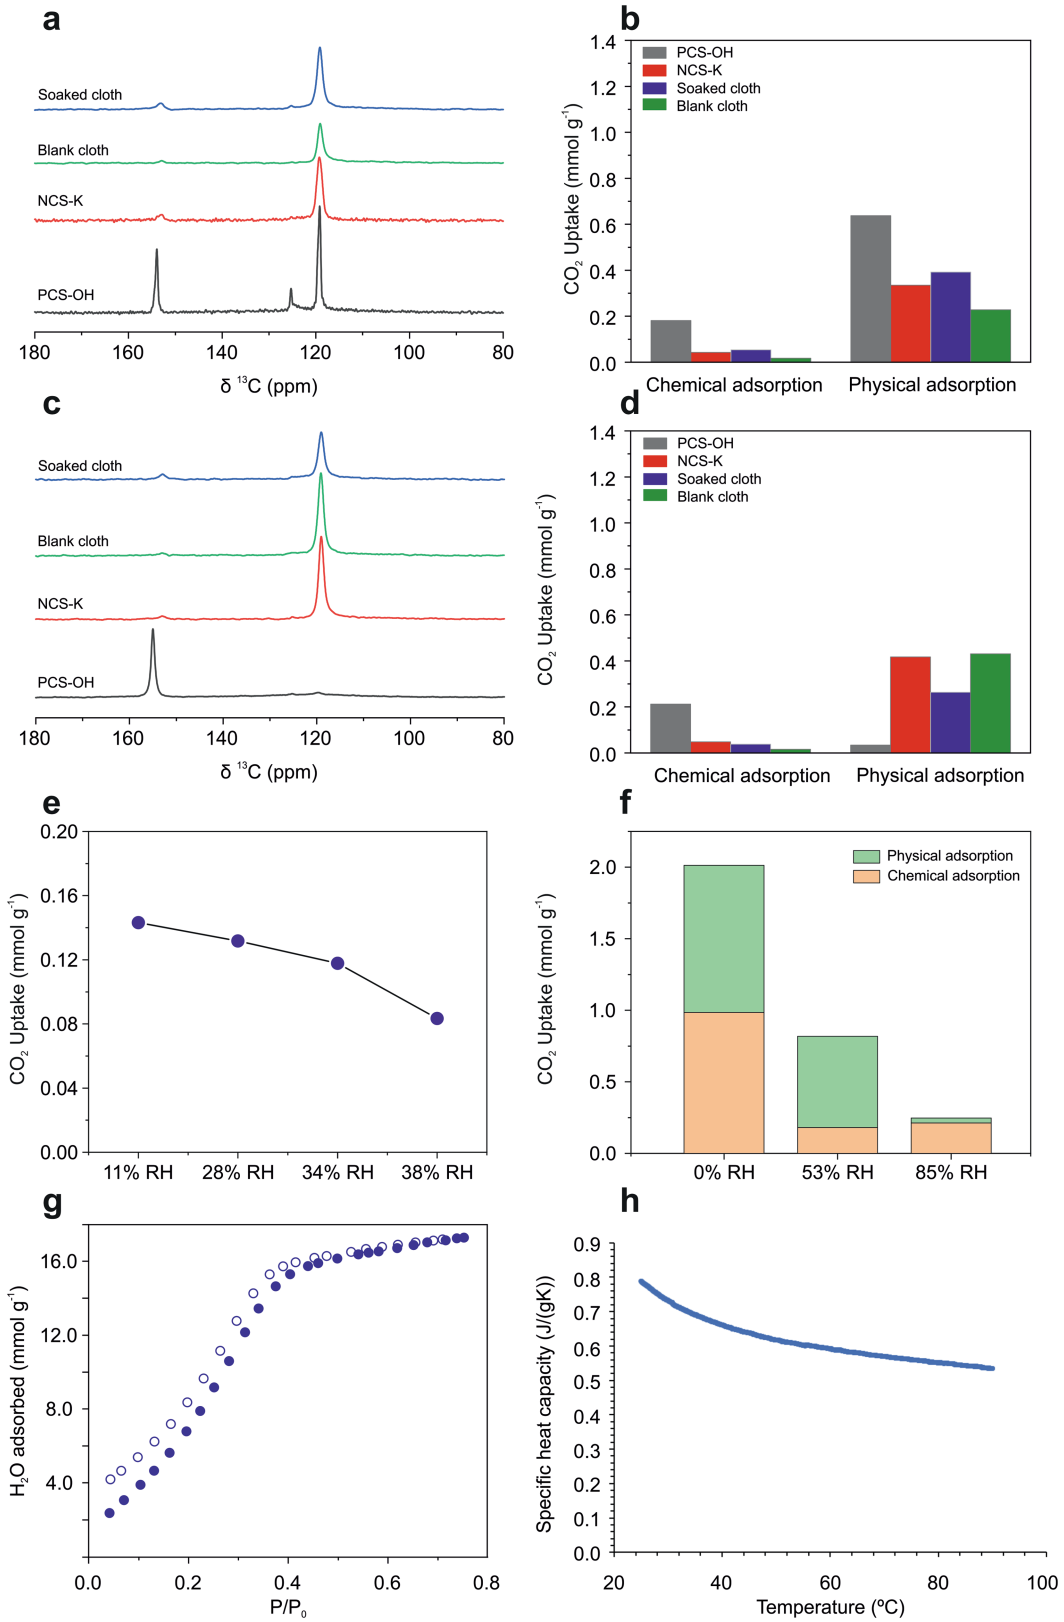 a
Soaked cloth
Blank cloth
NCS-K
PCS-OH
180 160 140 120 100 80
δ ¹³C (ppm)
b
1.4
1.2
1.0
0.8
0.6
0.4
0.2
0.0
CO₂ Uptake (mmol g⁻¹)
PCS-OH
NCS-K
Soaked cloth
Blank cloth
Chemical adsorption Physical adsorption
c
Soaked cloth
Blank cloth
NCS-K
PCS-OH
180 160 140 120 100 80
δ ¹³C (ppm)
d
1.4
1.2
1.0
0.8
0.6
0.4
0.2
0.0
CO₂ Uptake (mmol g⁻¹)
PCS-OH
NCS-K
Soaked cloth
Blank cloth
Chemical adsorption Physical adsorption
e
0.20
0.16
0.12
0.08
0.04
0.00
CO₂ Uptake (mmol g⁻¹)
11% RH 28% RH 34% RH 38% RH
f
2.0
1.5
1.0
0.5
0.0
CO₂ Uptake (mmol g⁻¹)
Physical adsorption
Chemical adsorption
0% RH 53% RH 85% RH
g
16.0
12.0
8.0
4.0
H₂O adsorbed (mmol g⁻¹)
0.0 0.2 0.4 0.6 0.8
P/P₀
h
0.9
0.8
0.7
0.6
0.5
0.4
0.3
0.2
0.1
0.0
Specific heat capacity (J/(gK))
20 40 60 80 100
Temperature (ºC)